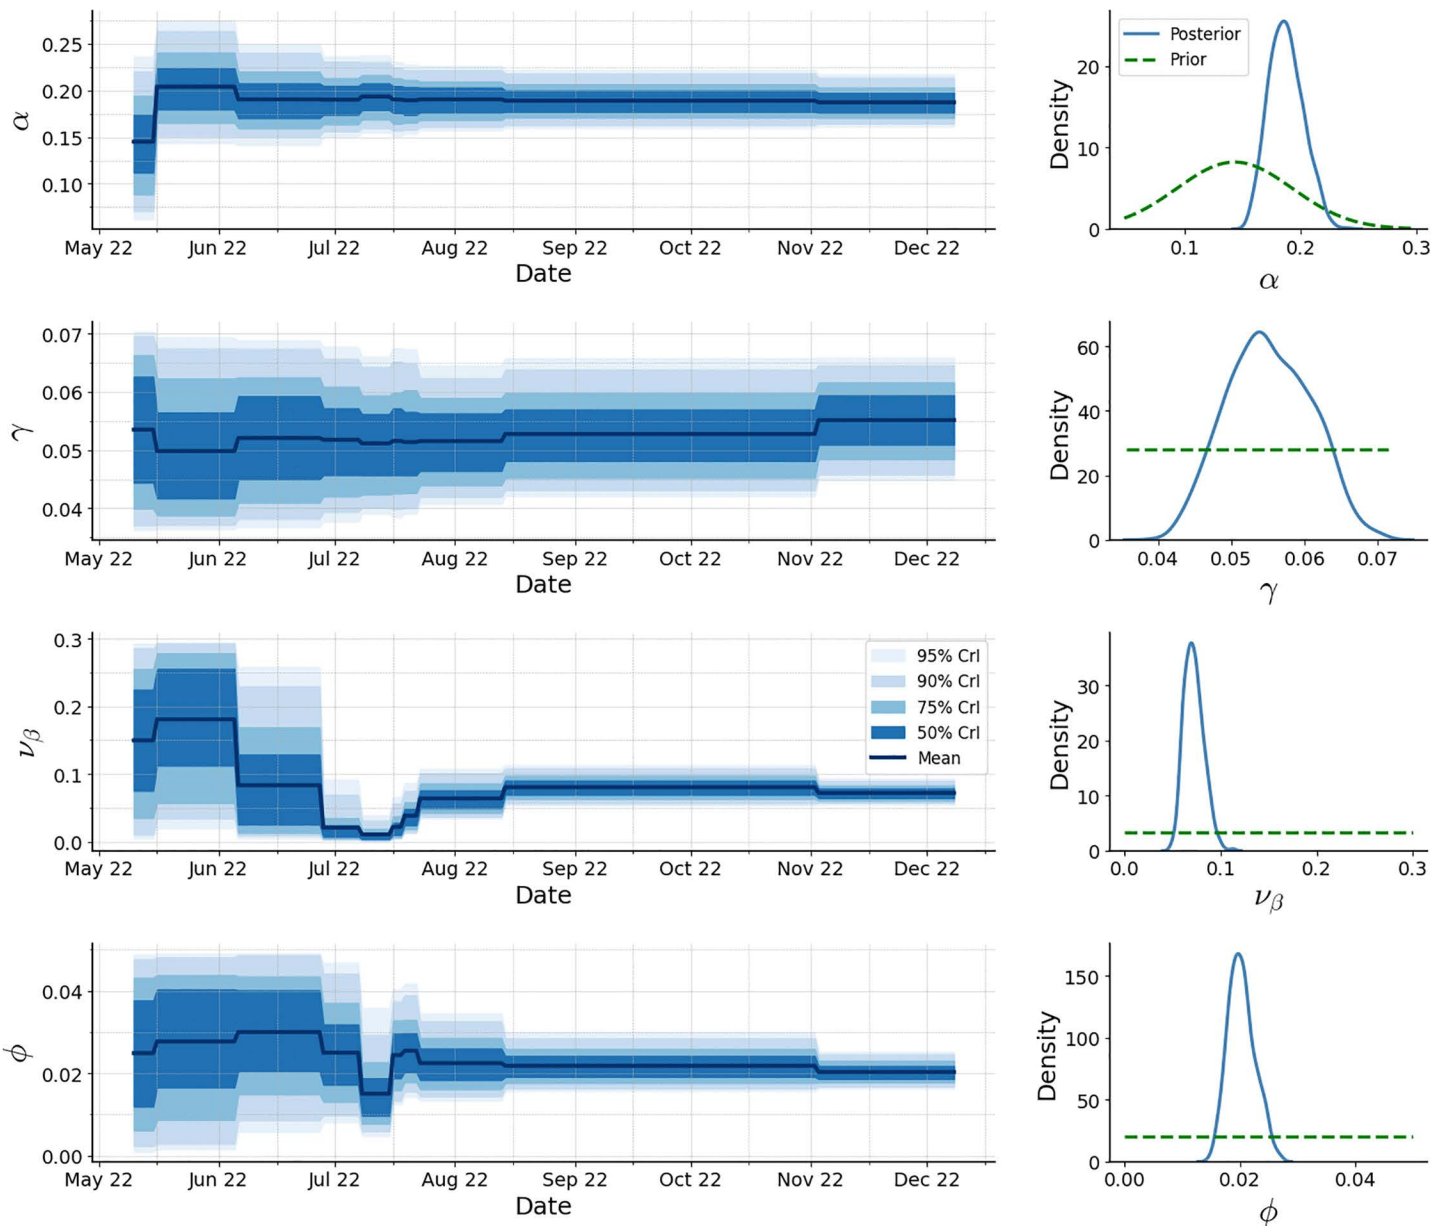 α
0.25
0.20
0.15
0.10
May 22 Jun 22 Jul 22 Aug 22 Sep 22 Oct 22 Nov 22 Dec 22
Date
Density
20
10
0
Posterior
Prior
0.1 0.2 0.3
α
γ
0.07
0.06
0.05
0.04
May 22 Jun 22 Jul 22 Aug 22 Sep 22 Oct 22 Nov 22 Dec 22
Date
Density
60
40
20
0
0.04 0.05 0.06 0.07
γ
ν_β
0.3
0.2
0.1
0.0
95% CrI
90% CrI
75% CrI
50% CrI
Mean
May 22 Jun 22 Jul 22 Aug 22 Sep 22 Oct 22 Nov 22 Dec 22
Date
Density
30
20
10
0
0.0 0.1 0.2 0.3
ν_β
ϕ
0.04
0.02
0.00
May 22 Jun 22 Jul 22 Aug 22 Sep 22 Oct 22 Nov 22 Dec 22
Date
Density
150
100
50
0
0.00 0.02 0.04
ϕ